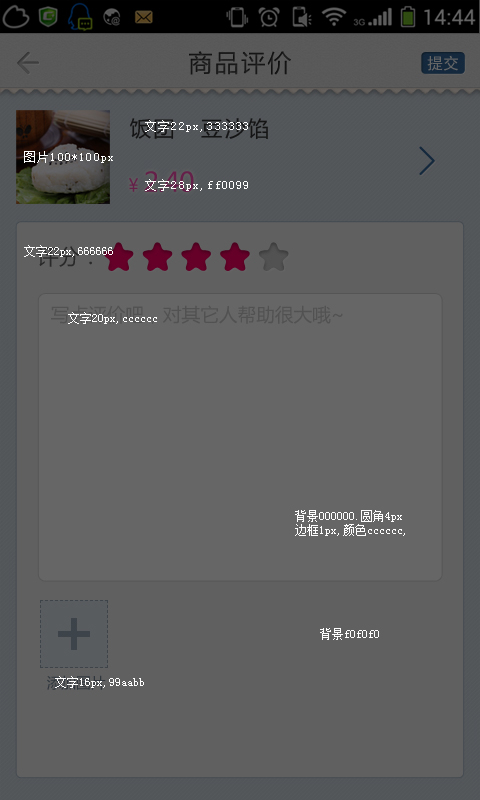 3G 14:44
商品评价
提交
饭团 豆沙馅
文字22px,333333
图片100*100px
¥ 2.40
文字28px,ff0099
文字22px,666666
评分：
写点评价吧，对其它人帮助很大哦~
文字20px,cccccc
背景000000.圆角4px
边框1px,颜色cccccc,
背景f0f0f0
文字16px,99aabb